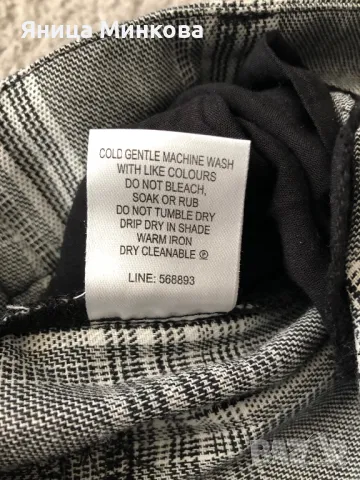 Яница Минкова
COLD GENTLE MACHINE WASH
WITH LIKE COLOURS
DO NOT BLEACH,
SOAK OR RUB
DO NOT TUMBLE DRY
DRIP DRY IN SHADE
WARM IRON
DRY CLEANABLE Ⓟ
LINE: 568893